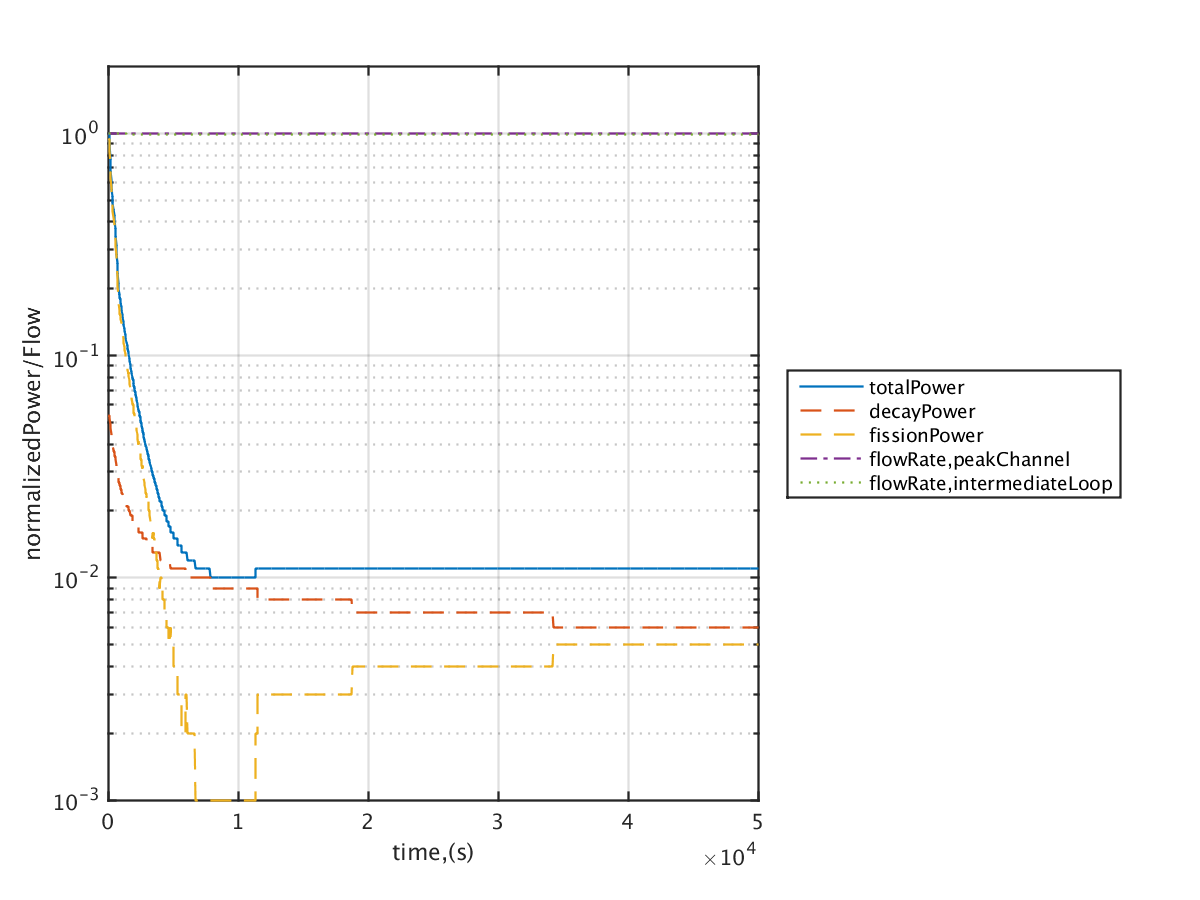 normalizedPower/Flow
10^0
10^-1
10^-2
10^-3
0 1 2 3 4 5
time,(s)
×10^4
totalPower
decayPower
fissionPower
flowRate,peakChannel
flowRate,intermediateLoop